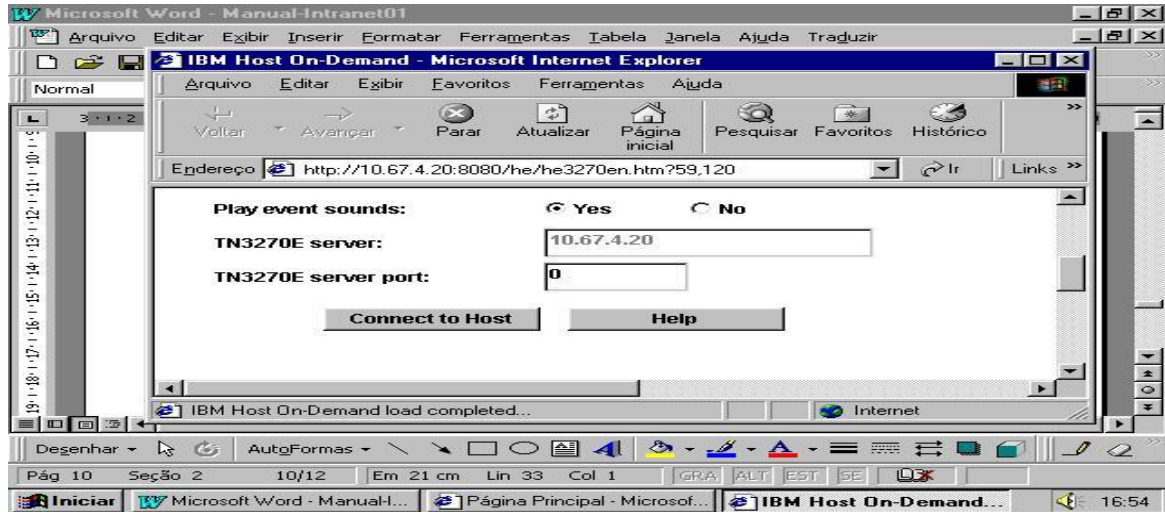 Microsoft Word - Manual-Intranet01
Arquivo Editar Exibir Inserir Formatar Ferramentas Tabela Janela Ajuda Traduzir
IBM Host On-Demand - Microsoft Internet Explorer
Normal
Arquivo Editar Exibir Favoritos Ferramentas Ajuda
L 3 · 1 · 2
Voltar Avançar Parar Atualizar Página inicial Pesquisar Favoritos Histórico
Endereço http://10.67.4.20:8080/he/he3270en.htm?59,120 Ir Links
Play event sounds: Yes No
TN3270E server: 10.67.4.20
TN3270E server port: 0
Connect to Host Help
IBM Host On-Demand load completed... Internet
Desenhar AutoFormas
Pág 10 Seção 2 10/12 Em 21 cm Lin 33 Col 1 GRA ALT EST SE
Iniciar Microsoft Word - Manual-I... Página Principal - Microsof... IBM Host On-Demand... 16:54